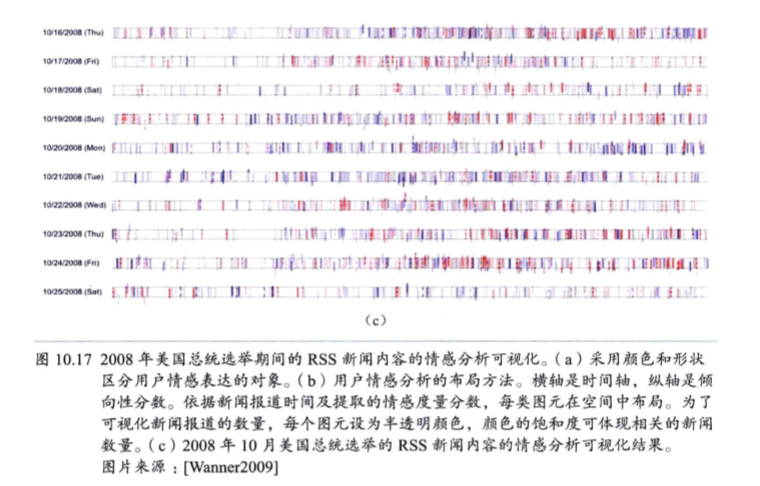 10/16/2008 (Thu)
10/17/2008 (Fri)
10/18/2008 (Sat)
10/19/2008 (Sun)
10/20/2008 (Mon)
10/21/2008 (Tue)
10/22/2008 (Wed)
10/23/2008 (Thu)
10/24/2008 (Fri)
10/25/2008 (Sat)
(c)
图 10.17 2008 年美国总统选举期间的 RSS 新闻内容的情感分析可视化。(a) 采用颜色和形状
区分用户情感表达的对象。(b) 用户情感分析的布局方法。横轴是时间轴，纵轴是倾
向性分数。依据新闻报道时间及提取的情感度量分数，每类图元在空间中布局。为了
可视化新闻报道的数量，每个图元设为半透明颜色，颜色的饱和度可体现相关的新闻
数量。(c) 2008 年 10 月美国总统选举的 RSS 新闻内容的情感分析可视化结果。
图片来源：[Wanner2009]